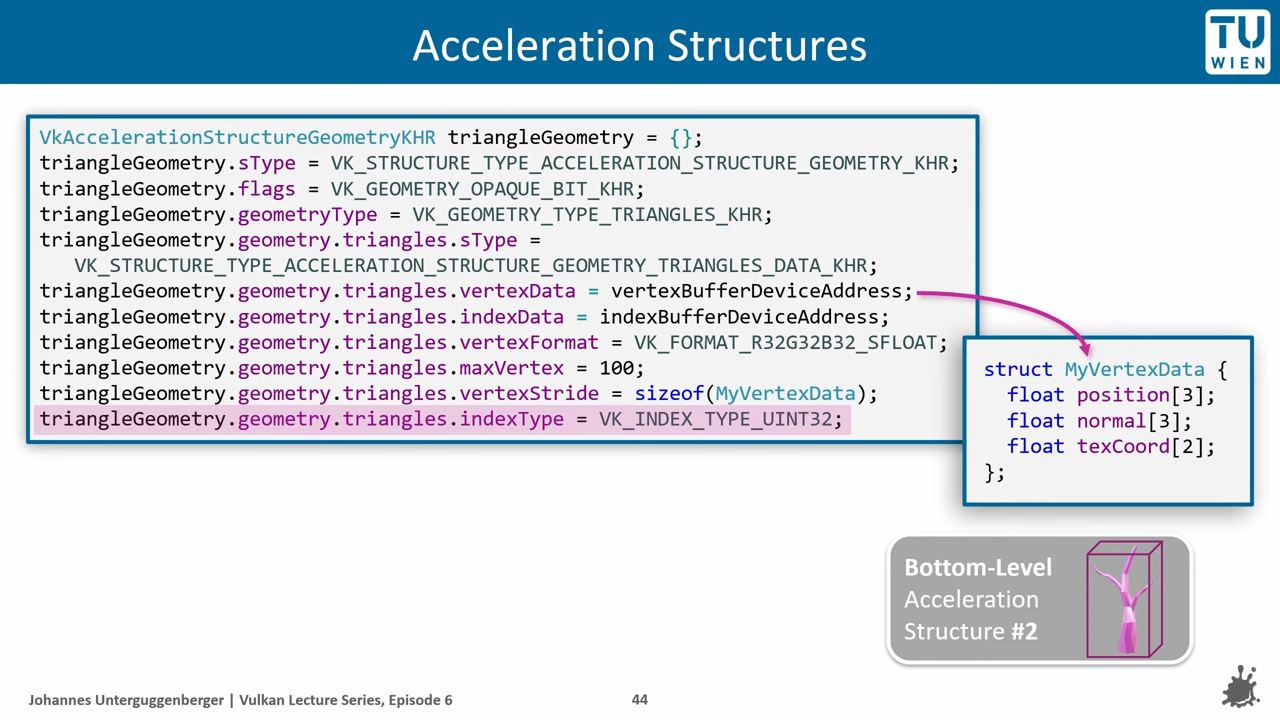 Acceleration Structures
TU
WIEN
VkAccelerationStructureGeometryKHR triangleGeometry = {};
triangleGeometry.sType = VK_STRUCTURE_TYPE_ACCELERATION_STRUCTURE_GEOMETRY_KHR;
triangleGeometry.flags = VK_GEOMETRY_OPAQUE_BIT_KHR;
triangleGeometry.geometryType = VK_GEOMETRY_TYPE_TRIANGLES_KHR;
triangleGeometry.geometry.triangles.sType =
VK_STRUCTURE_TYPE_ACCELERATION_STRUCTURE_GEOMETRY_TRIANGLES_DATA_KHR;
triangleGeometry.geometry.triangles.vertexData = vertexBufferDeviceAddress;
triangleGeometry.geometry.triangles.indexData = indexBufferDeviceAddress;
triangleGeometry.geometry.triangles.vertexFormat = VK_FORMAT_R32G32B32_SFLOAT;
triangleGeometry.geometry.triangles.maxVertex = 100;
triangleGeometry.geometry.triangles.vertexStride = sizeof(MyVertexData);
triangleGeometry.geometry.triangles.indexType = VK_INDEX_TYPE_UINT32;
struct MyVertexData {
float position[3];
float normal[3];
float texCoord[2];
};
Bottom-Level
Acceleration
Structure #2
Johannes Unterguggenberger | Vulkan Lecture Series, Episode 6
44